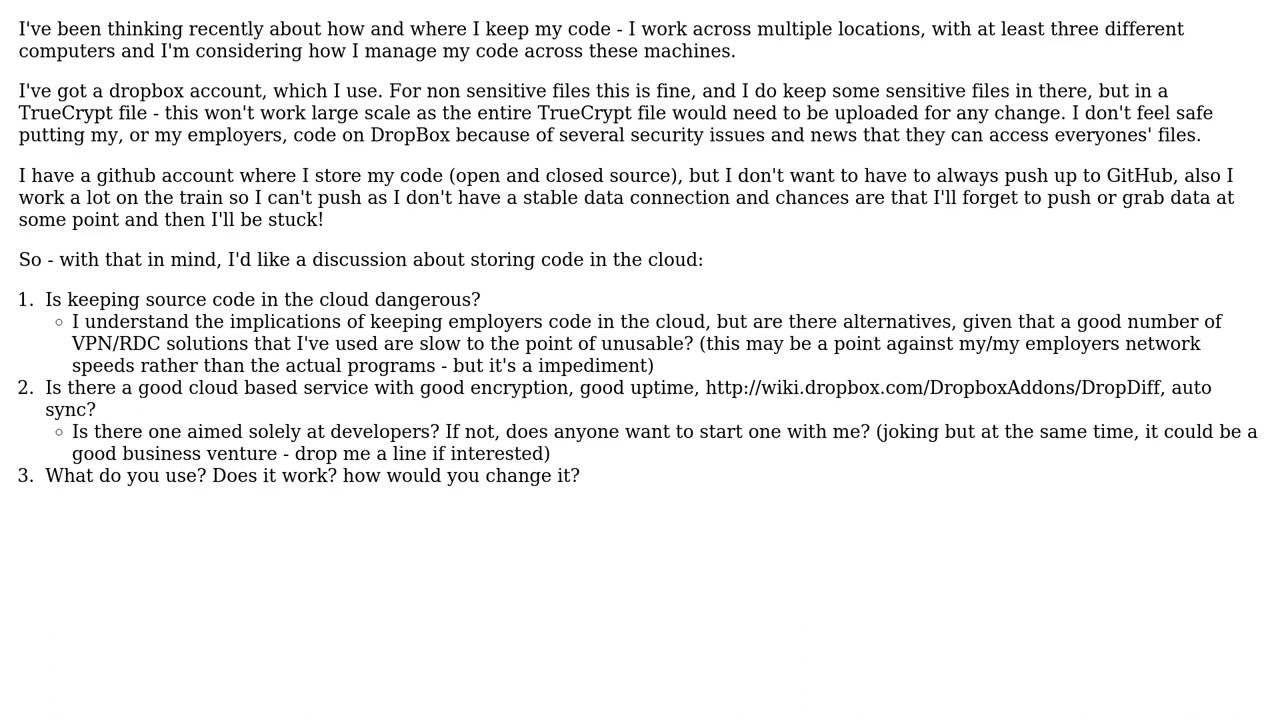 I've been thinking recently about how and where I keep my code - I work across multiple locations, with at least three different
computers and I'm considering how I manage my code across these machines.
I've got a dropbox account, which I use. For non sensitive files this is fine, and I do keep some sensitive files in there, but in a
TrueCrypt file - this won't work large scale as the entire TrueCrypt file would need to be uploaded for any change. I don't feel safe
putting my, or my employers, code on DropBox because of several security issues and news that they can access everyones' files.
I have a github account where I store my code (open and closed source), but I don't want to have to always push up to GitHub, also I
work a lot on the train so I can't push as I don't have a stable data connection and chances are that I'll forget to push or grab data at
some point and then I'll be stuck!
So - with that in mind, I'd like a discussion about storing code in the cloud:
1. Is keeping source code in the cloud dangerous?
◦ I understand the implications of keeping employers code in the cloud, but are there alternatives, given that a good number of
VPN/RDC solutions that I've used are slow to the point of unusable? (this may be a point against my/my employers network
speeds rather than the actual programs - but it's a impediment)
2. Is there a good cloud based service with good encryption, good uptime, http://wiki.dropbox.com/DropboxAddons/DropDiff, auto
sync?
◦ Is there one aimed solely at developers? If not, does anyone want to start one with me? (joking but at the same time, it could be a
good business venture - drop me a line if interested)
3. What do you use? Does it work? how would you change it?